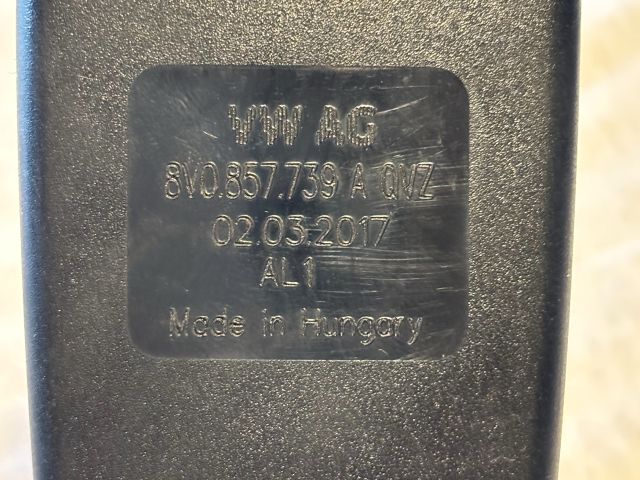 VW AG
8V0.857.739 A QVZ
02.03.2017
AL1
Made in Hungary